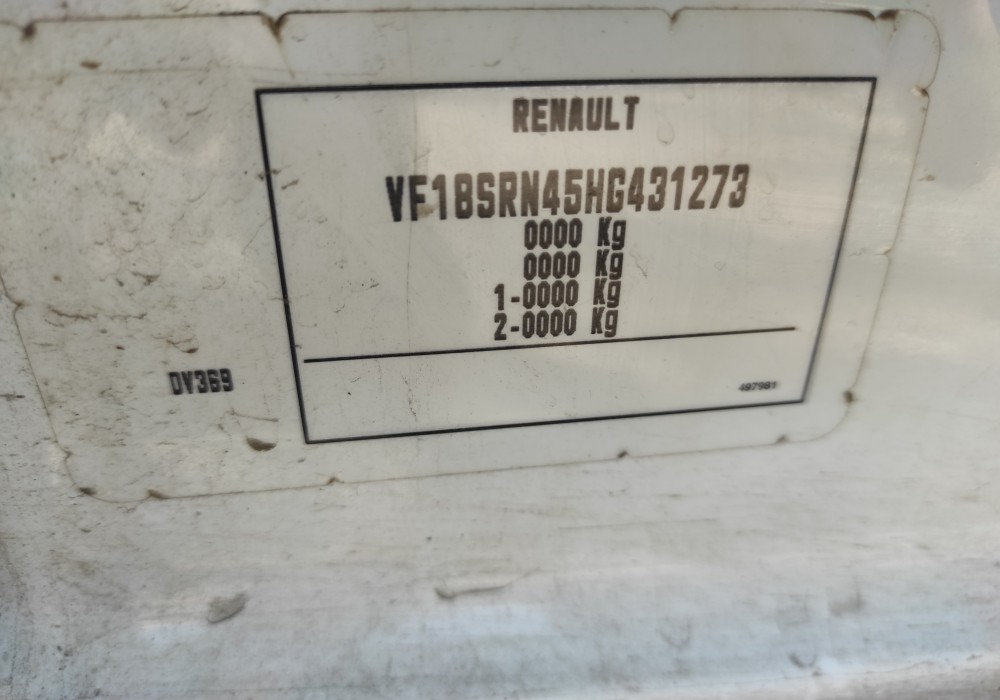 RENAULT
VF1BSRN45HG431273
0000 Kg
0000 Kg
1-0000 Kg
2-0000 Kg
DV369
497981